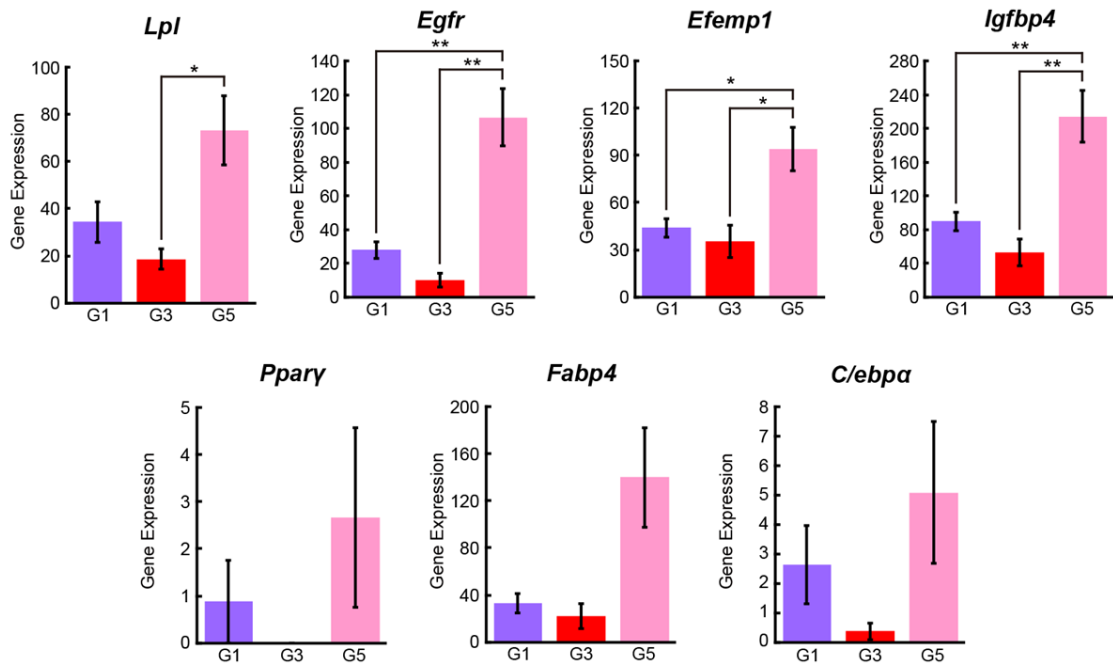 Lpl
Gene Expression
100
80
60
40
20
0
*
G1 G3 G5
Egfr
Gene Expression
140
120
100
80
60
40
20
0
**
**
G1 G3 G5
Efemp1
Gene Expression
150
120
90
60
30
0
*
*
G1 G3 G5
Igfbp4
Gene Expression
280
240
200
160
120
80
40
0
**
**
G1 G3 G5
Pparγ
Gene Expression
5
4
3
2
1
0
G1 G3 G5
Fabp4
Gene Expression
200
160
120
80
40
0
G1 G3 G5
C/ebpα
Gene Expression
8
7
6
5
4
3
2
1
0
G1 G3 G5